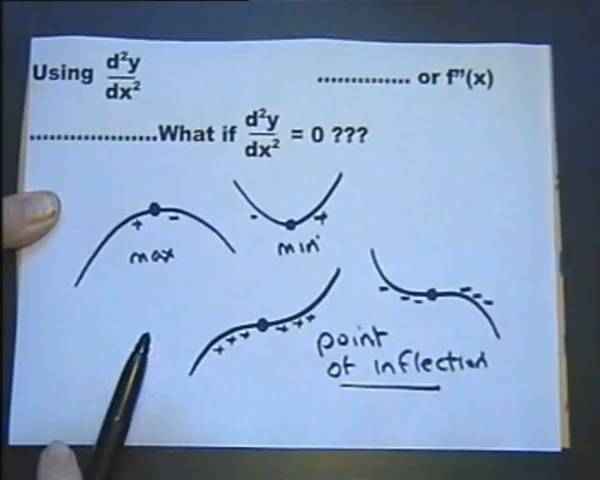 Using d²y/dx² .............. or f"(x)
...................What if d²y/dx² = 0 ???
+ -
max
- +
min
+ + + + + + +
- - - - - -
point
of inflection